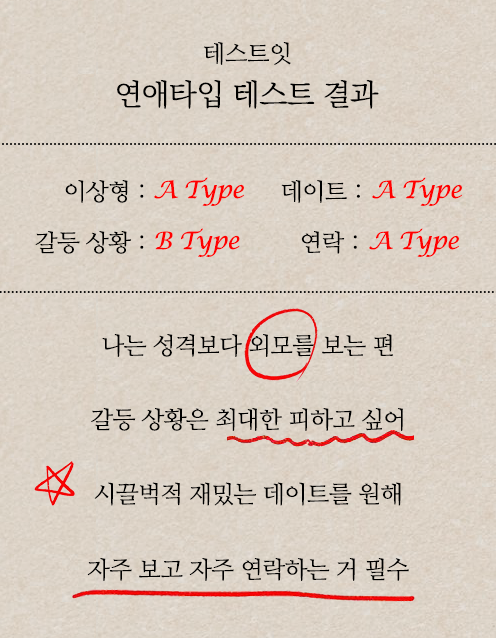 테스트잇
연애타입 테스트 결과
이상형 : A Type 데이트 : A Type
갈등 상황 : B Type 연락 : A Type
나는 성격보다 외모를 보는 편
갈등 상황은 최대한 피하고 싶어
시끌벅적 재밌는 데이트를 원해
자주 보고 자주 연락하는 거 필수